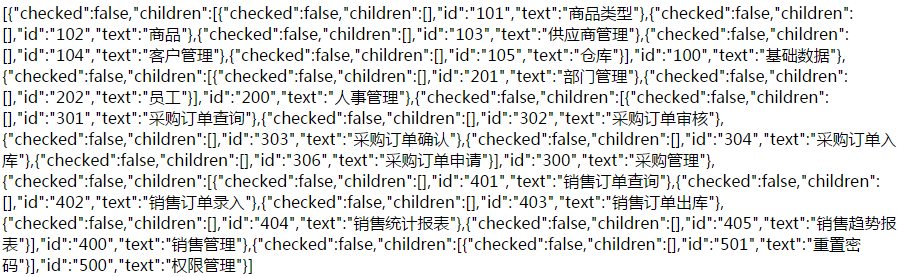 [{"checked":false,"children":[{"checked":false,"children":[],"id":"101","text":"商品类型"},{"checked":false,"children":
[],"id":"102","text":"商品"},{"checked":false,"children":[],"id":"103","text":"供应商管理"},{"checked":false,"children":
[],"id":"104","text":"客户管理"},{"checked":false,"children":[],"id":"105","text":"仓库"}],"id":"100","text":"基础数据"},
{"checked":false,"children":[{"checked":false,"children":[],"id":"201","text":"部门管理"},{"checked":false,"children":
[],"id":"202","text":"员工"}],"id":"200","text":"人事管理"},{"checked":false,"children":[{"checked":false,"children":
[],"id":"301","text":"采购订单查询"},{"checked":false,"children":[],"id":"302","text":"采购订单审核"},
{"checked":false,"children":[],"id":"303","text":"采购订单确认"},{"checked":false,"children":[],"id":"304","text":"采购订单入
库"},{"checked":false,"children":[],"id":"306","text":"采购订单申请"}],"id":"300","text":"采购管理"},
{"checked":false,"children":[{"checked":false,"children":[],"id":"401","text":"销售订单查询"},{"checked":false,"children":
[],"id":"402","text":"销售订单录入"},{"checked":false,"children":[],"id":"403","text":"销售订单出库"},
{"checked":false,"children":[],"id":"404","text":"销售统计报表"},{"checked":false,"children":[],"id":"405","text":"销售趋势报
表"}],"id":"400","text":"销售管理"},{"checked":false,"children":[{"checked":false,"children":[],"id":"501","text":"重置密
码"}],"id":"500","text":"权限管理"}]